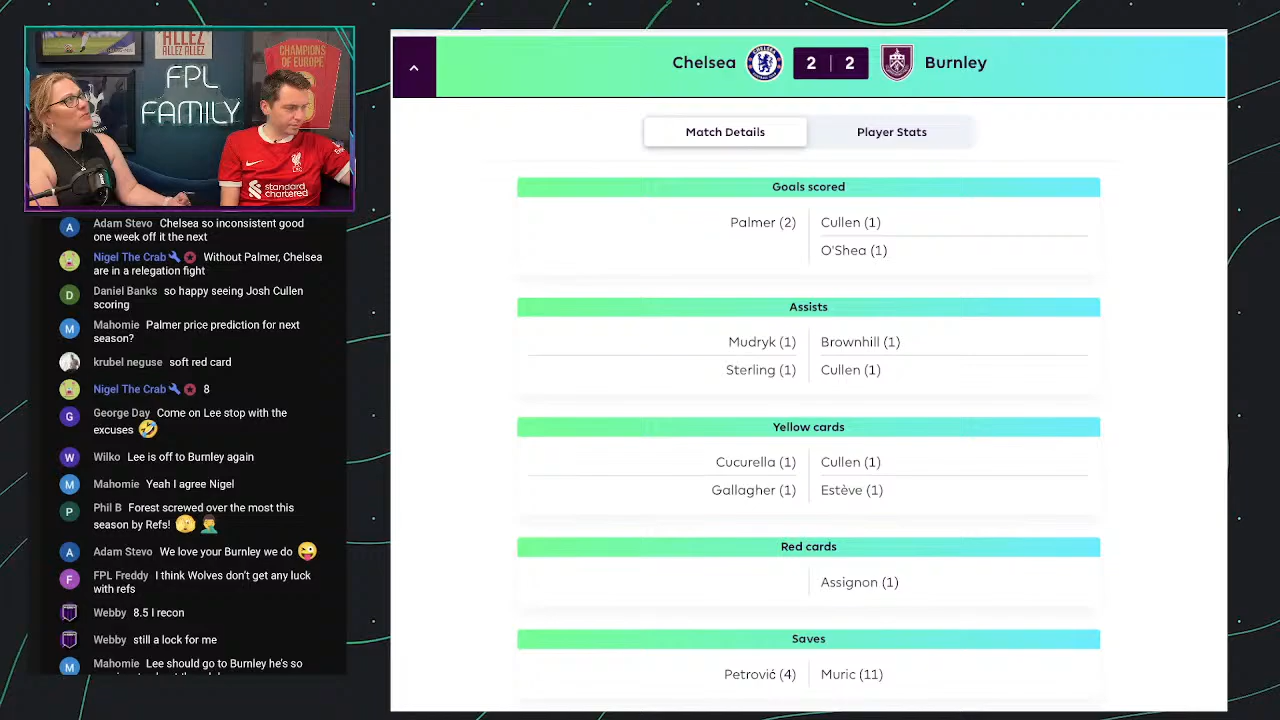 ALLEZ
ALLEZ ALLEZ
CHAMPIONS
OF EUROPE
FPL
FAMILY
standard
chartered
Adam Stevo Chelsea so inconsistent good
one week off it the next
Nigel The Crab Without Palmer, Chelsea
are in a relegation fight
D Daniel Banks so happy seeing Josh Cullen
scoring
M Mahomie Palmer price prediction for next
season?
krubel neguse soft red card
Nigel The Crab 8
G George Day Come on Lee stop with the
excuses 🤣
W Wilko Lee is off to Burnley again
M Mahomie Yeah I agree Nigel
P Phil B Forest screwed over the most this
season by Refs! 🫣 🤦‍♂️
A Adam Stevo We love your Burnley we do 😜
F FPL Freddy I think Wolves don't get any luck
with refs
Webby 8.5 I recon
Webby still a lock for me
M Mahomie Lee should go to Burnley he's so
Chelsea 2 | 2 Burnley
Match Details Player Stats
Goals scored
Palmer (2) Cullen (1)
O'Shea (1)
Assists
Mudryk (1) Brownhill (1)
Sterling (1) Cullen (1)
Yellow cards
Cucurella (1) Cullen (1)
Gallagher (1) Estève (1)
Red cards
Assignon (1)
Saves
Petrović (4) Muric (11)